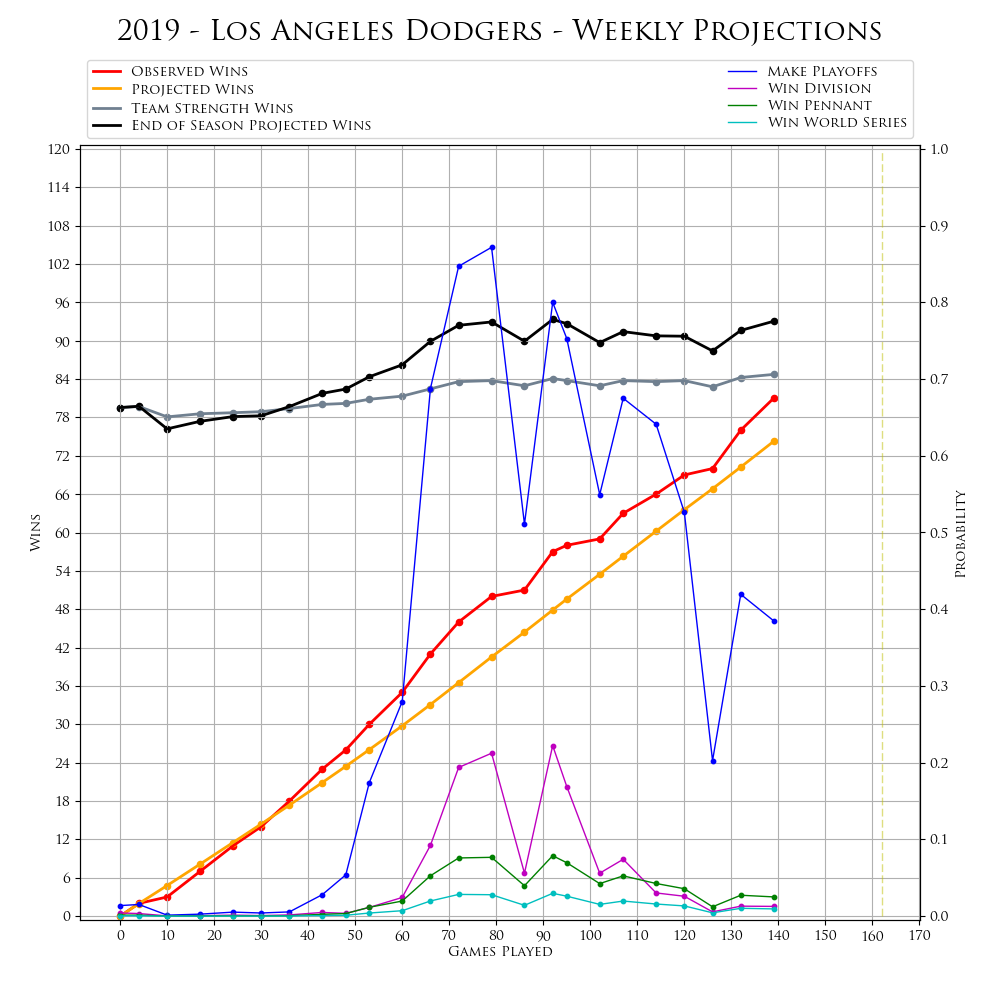 2019 - Los Angeles Dodgers - Weekly Projections
Observed Wins
Projected Wins
Team Strength Wins
End of Season Projected Wins
Make Playoffs
Win Division
Win Pennant
Win World Series
120
114
108
102
96
90
84
78
72
66
60
54
48
42
36
30
24
18
12
6
0
Wins
1.0
0.9
0.8
0.7
0.6
0.5
0.4
0.3
0.2
0.1
0.0
Probability
0 10 20 30 40 50 60 70 80 90 100 110 120 130 140 150 160 170
Games Played